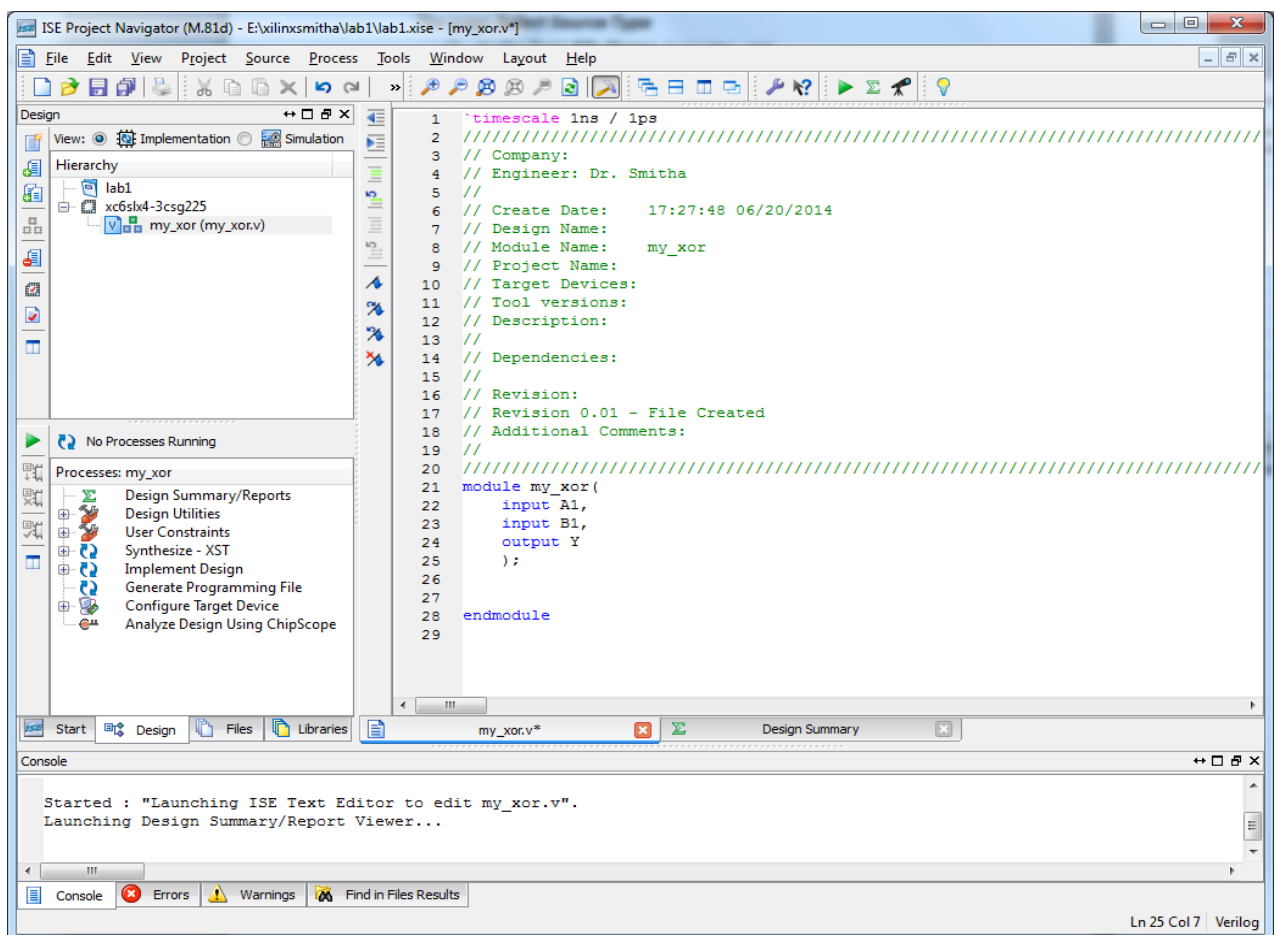 ISE Project Navigator (M.81d) - E:\xilinxsmitha\lab1\lab1.xise - [my_xor.v*]
File Edit View Project Source Process Tools Window Layout Help
Design
View: Implementation Simulation
Hierarchy
lab1
xc6slx4-3csg225
my_xor (my_xor.v)
No Processes Running
Processes: my_xor
Design Summary/Reports
Design Utilities
User Constraints
Synthesize - XST
Implement Design
Generate Programming File
Configure Target Device
Analyze Design Using ChipScope
Start Design Files Libraries
1 `timescale 1ns / 1ps
2 //////////////////////////////////////////////////////////////////////////////////
3 // Company:
4 // Engineer: Dr. Smitha
5 //
6 // Create Date:    17:27:48 06/20/2014
7 // Design Name:
8 // Module Name:    my_xor
9 // Project Name:
10 // Target Devices:
11 // Tool versions:
12 // Description:
13 //
14 // Dependencies:
15 //
16 // Revision:
17 // Revision 0.01 - File Created
18 // Additional Comments:
19 //
20 //////////////////////////////////////////////////////////////////////////////////
21 module my_xor(
22     input A1,
23     input B1,
24     output Y
25     );
26
27
28 endmodule
29
my_xor.v* Design Summary
Console
Started : "Launching ISE Text Editor to edit my_xor.v".
Launching Design Summary/Report Viewer...
Console Errors Warnings Find in Files Results
Ln 25 Col 7 Verilog